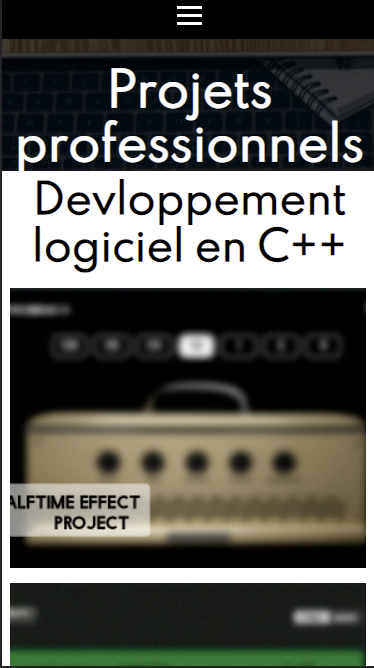 Projets
professionnels
Devloppement
logiciel en C++
ALFTIME EFFECT
PROJECT